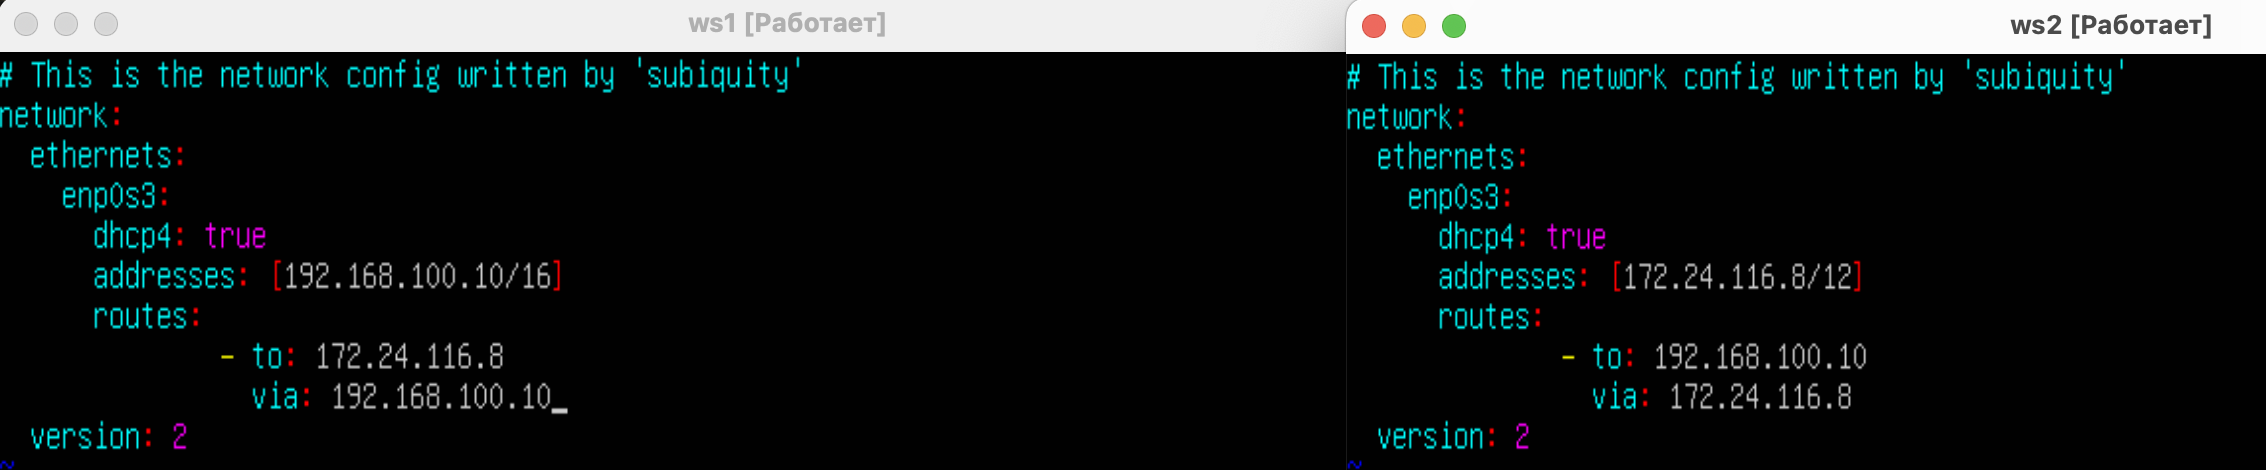 ws1 [Работает]
# This is the network config written by 'subiquity'
network:
  ethernets:
    enp0s3:
      dhcp4: true
      addresses: [192.168.100.10/16]
      routes:
              - to: 172.24.116.8
                via: 192.168.100.10_
  version: 2
~
ws2 [Работает]
# This is the network config written by 'subiquity'
network:
  ethernets:
    enp0s3:
      dhcp4: true
      addresses: [172.24.116.8/12]
      routes:
              - to: 192.168.100.10
                via: 172.24.116.8
  version: 2
~